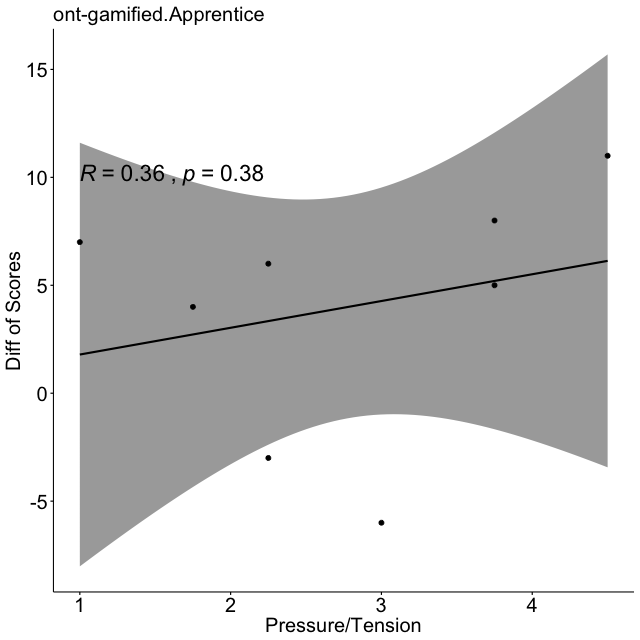 ont-gamified.Apprentice
15
R = 0.36 , p = 0.38
10
5
0
-5
1 2 3 4
Pressure/Tension
Diff of Scores